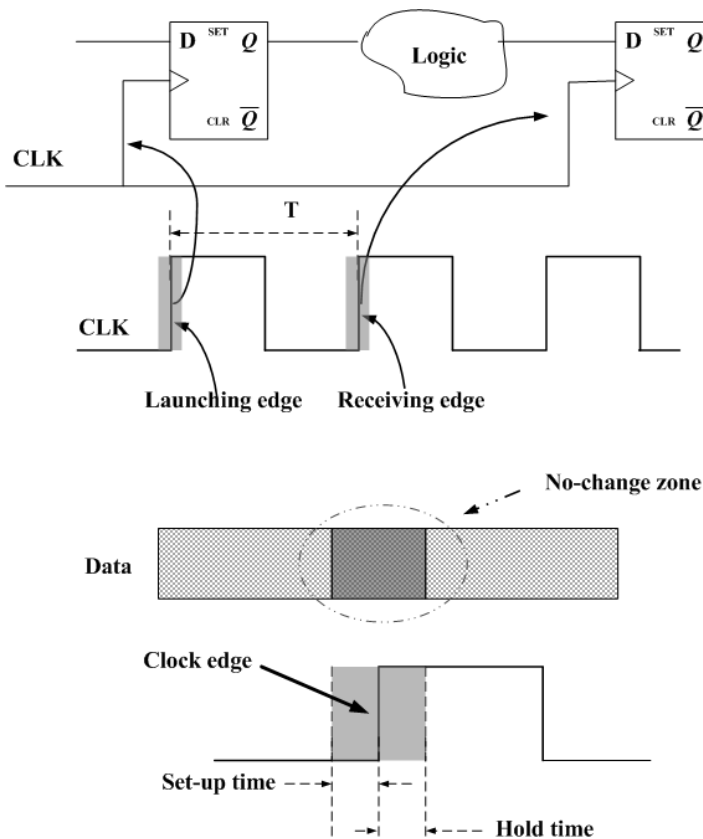 D SET Q
CLR Q̅
Logic
D SET Q
CLR Q̅
CLK
T
CLK
Launching edge
Receiving edge
No-change zone
Data
Clock edge
Set-up time
Hold time